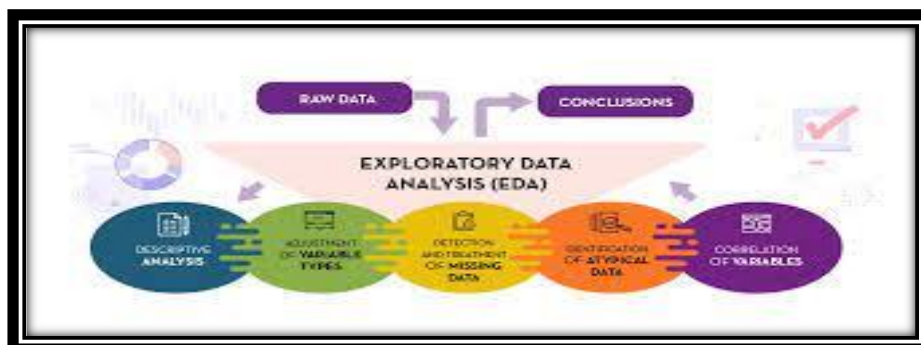 RAW DATA
CONCLUSIONS
EXPLORATORY DATA
ANALYSIS (EDA)
DESCRIPTIVE
ANALYSIS
ADJUSTMENT
OF VARIABLE
TYPES
DETECTION
AND TREATMENT
OF MISSING
DATA
IDENTIFICATION
OF ATYPICAL
DATA
CORRELATION
OF VARIABLES